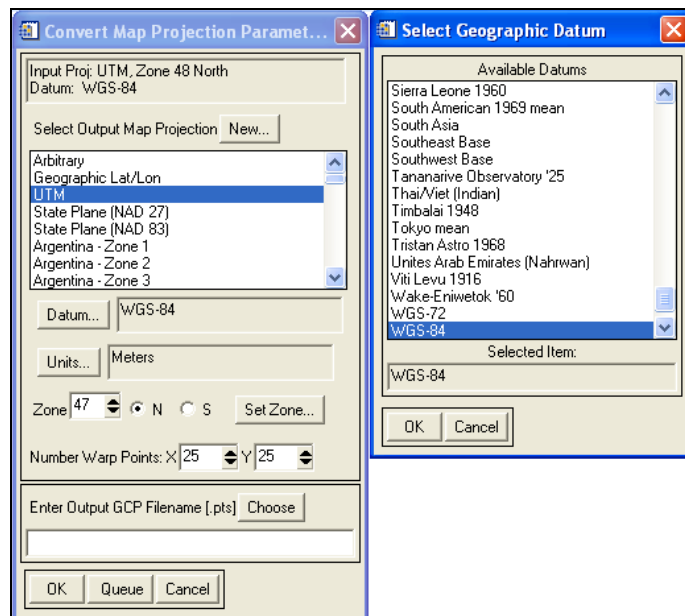 Convert Map Projection Paramet...
Input Proj: UTM, Zone 48 North
Datum: WGS-84
Select Output Map Projection New...
Arbitrary
Geographic Lat/Lon
UTM
State Plane (NAD 27)
State Plane (NAD 83)
Argentina - Zone 1
Argentina - Zone 2
Argentina - Zone 3
Datum... WGS-84
Units... Meters
Zone 47 N S Set Zone...
Number Warp Points: X 25 Y 25
Enter Output GCP Filename [.pts] Choose
OK Queue Cancel
Select Geographic Datum
Available Datums
Sierra Leone 1960
South American 1969 mean
South Asia
Southeast Base
Southwest Base
Tananarive Observatory '25
Thai/Viet (Indian)
Timbalai 1948
Tokyo mean
Tristan Astro 1968
Unites Arab Emirates (Nahrwan)
Viti Levu 1916
Wake-Eniwetok '60
WGS-72
WGS-84
Selected Item:
WGS-84
OK Cancel